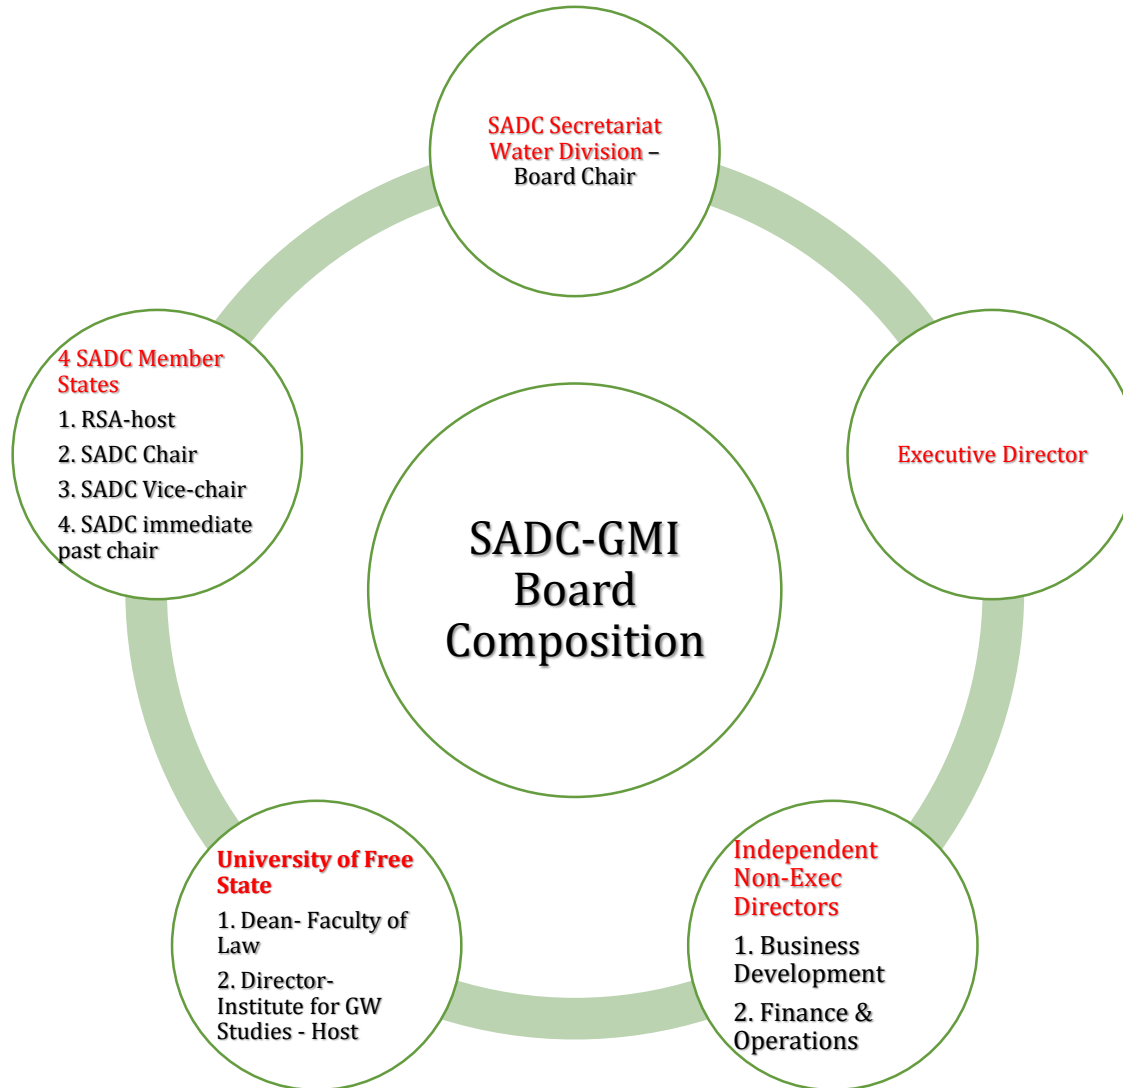 SADC Secretariat
Water Division –
Board Chair
Executive Director
Independent
Non-Exec
Directors
1. Business
Development
2. Finance &
Operations
University of Free
State
1. Dean- Faculty of
Law
2. Director-
Institute for GW
Studies - Host
4 SADC Member
States
1. RSA-host
2. SADC Chair
3. SADC Vice-chair
4. SADC immediate
past chair
SADC-GMI
Board
Composition